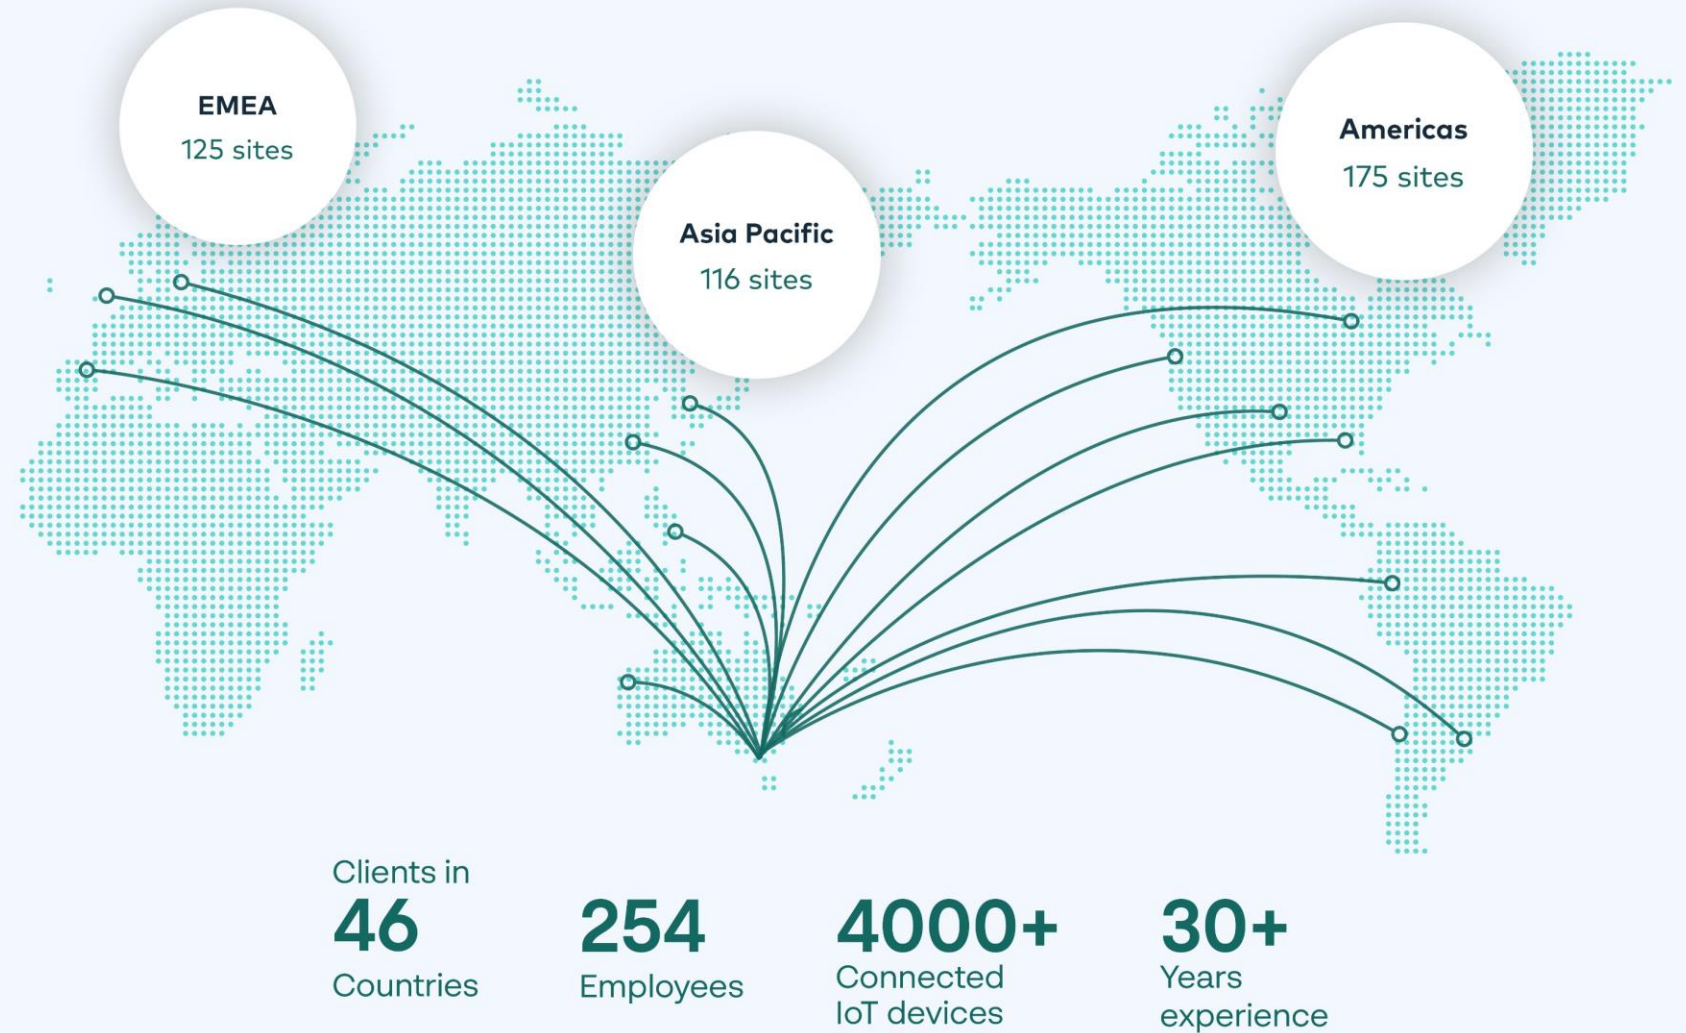 EMEA
125 sites
Asia Pacific
116 sites
Americas
175 sites
Clients in
46
Countries
254
Employees
4000+
Connected
IoT devices
30+
Years
experience